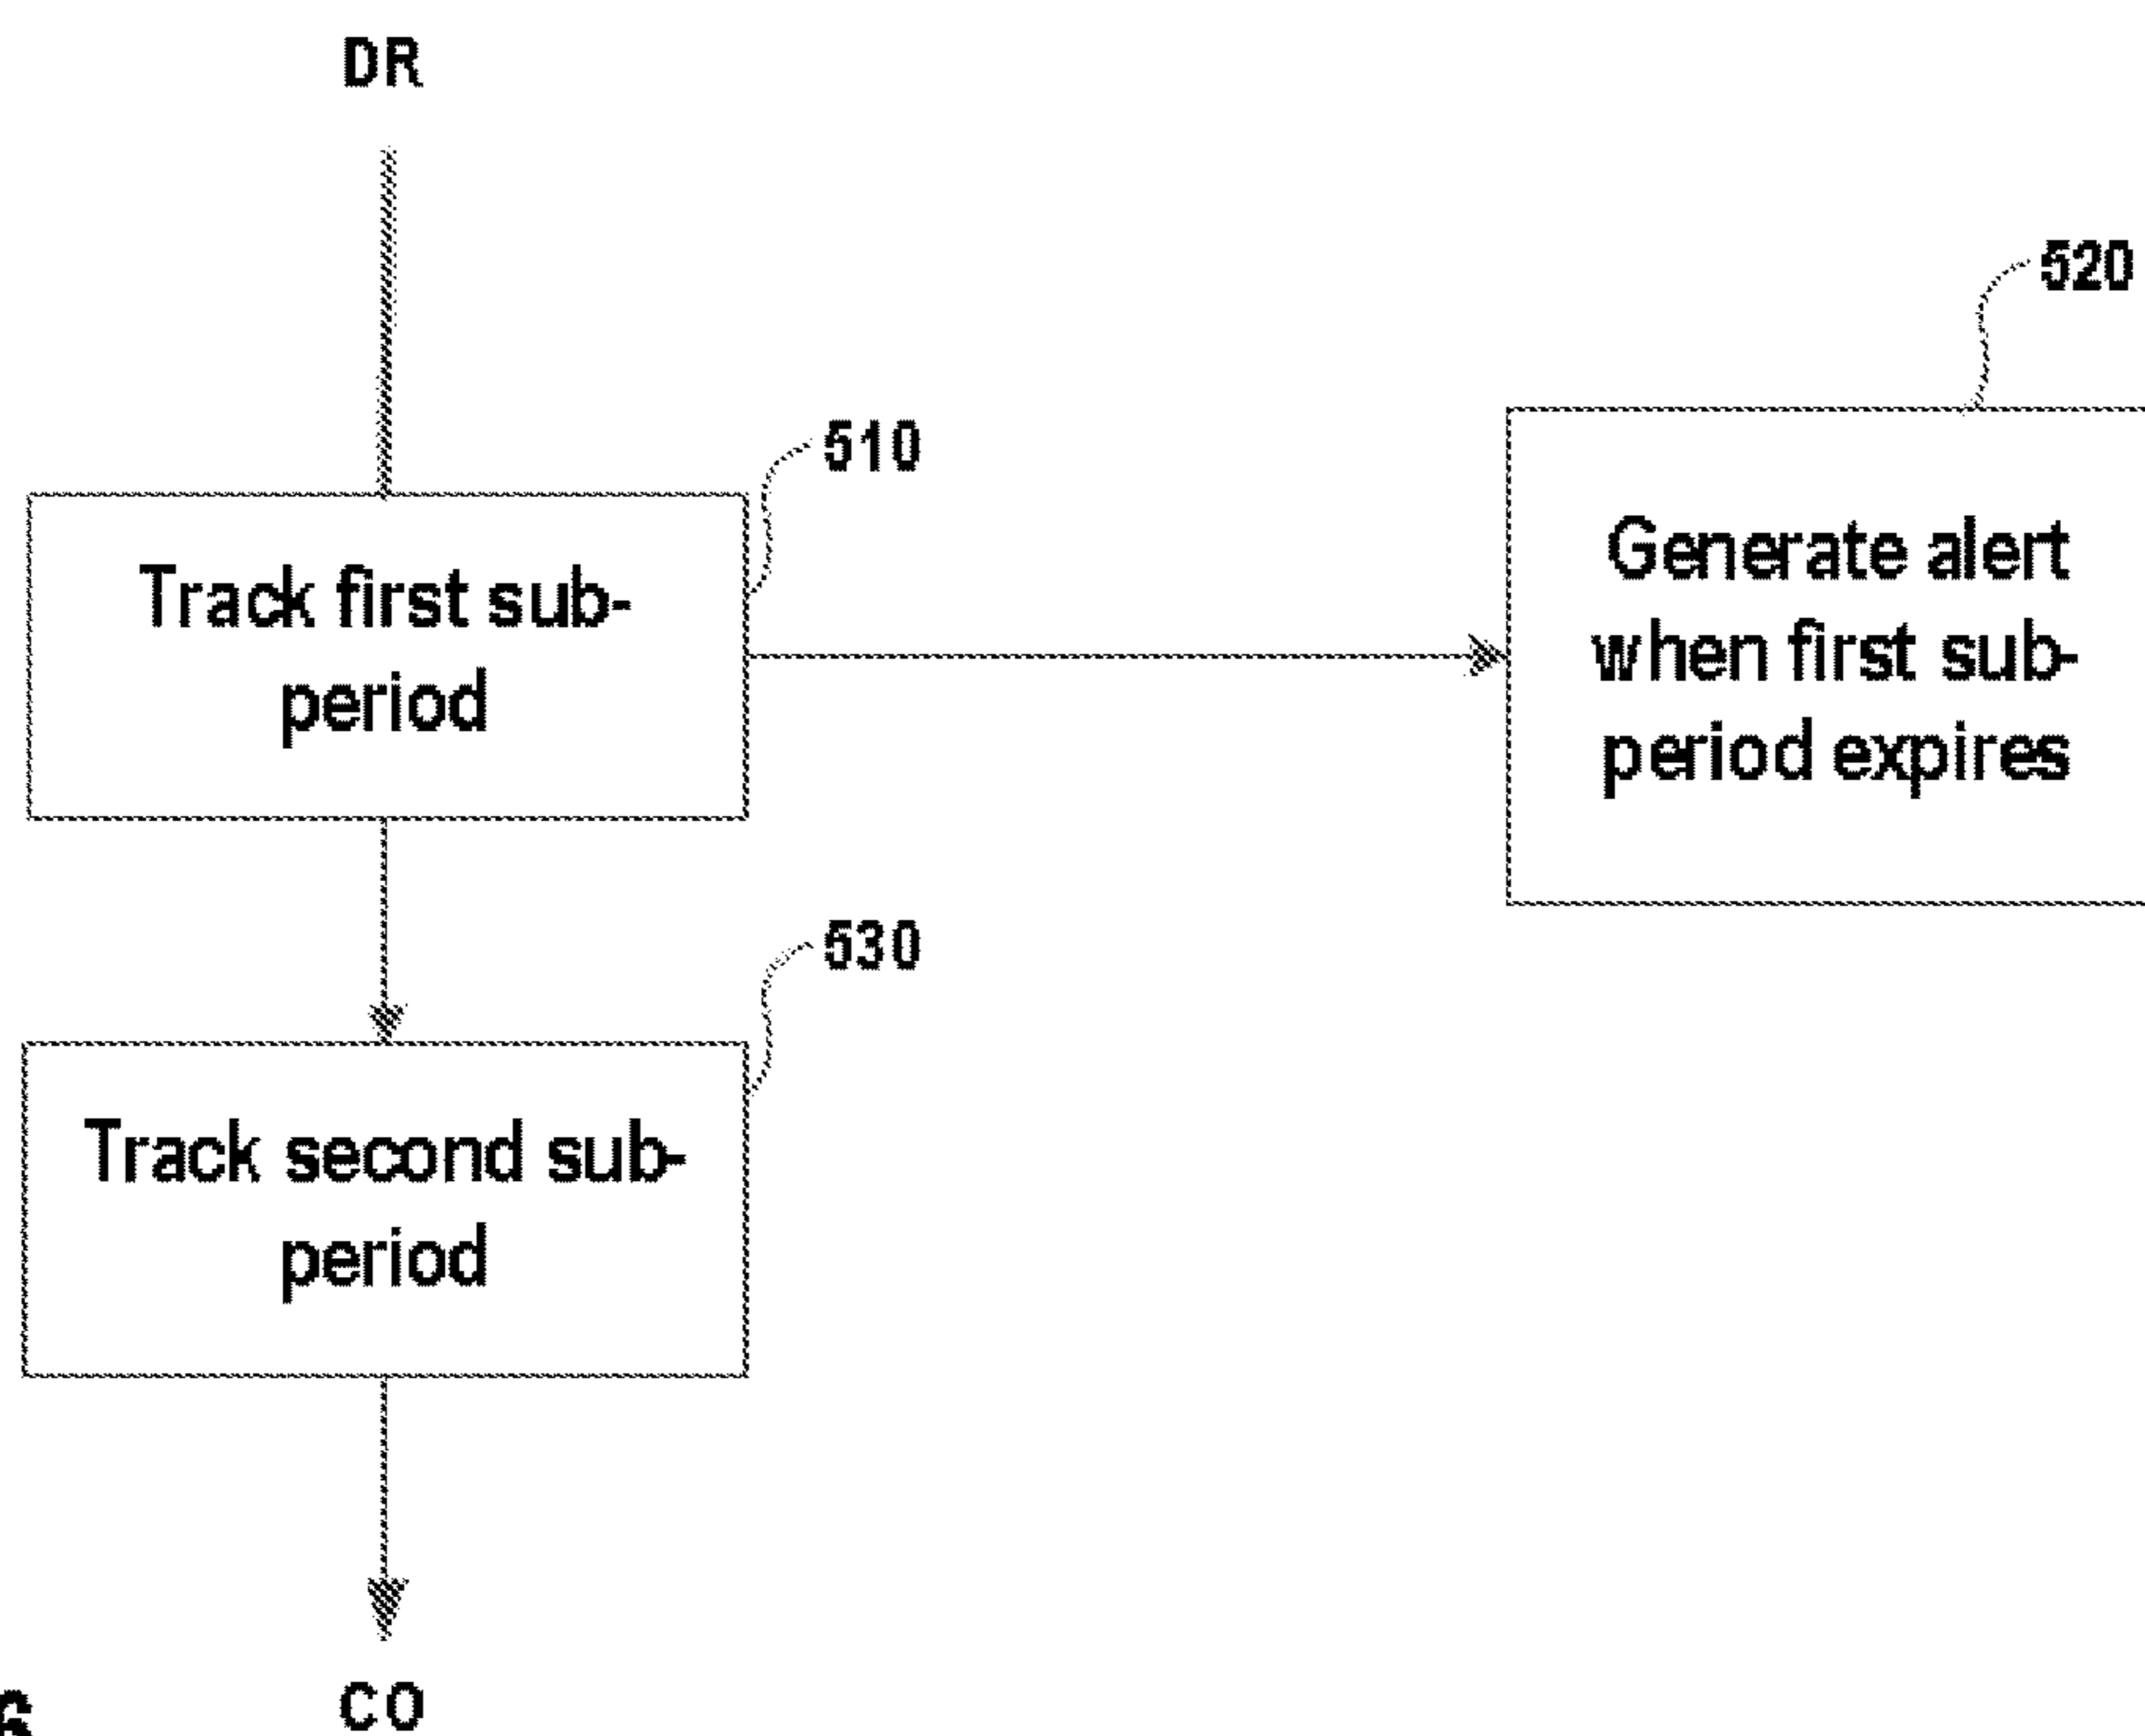 DR
520
510
Track first sub-
period
Generate alert
when first sub-
period expires
530
Track second sub-
period
CO